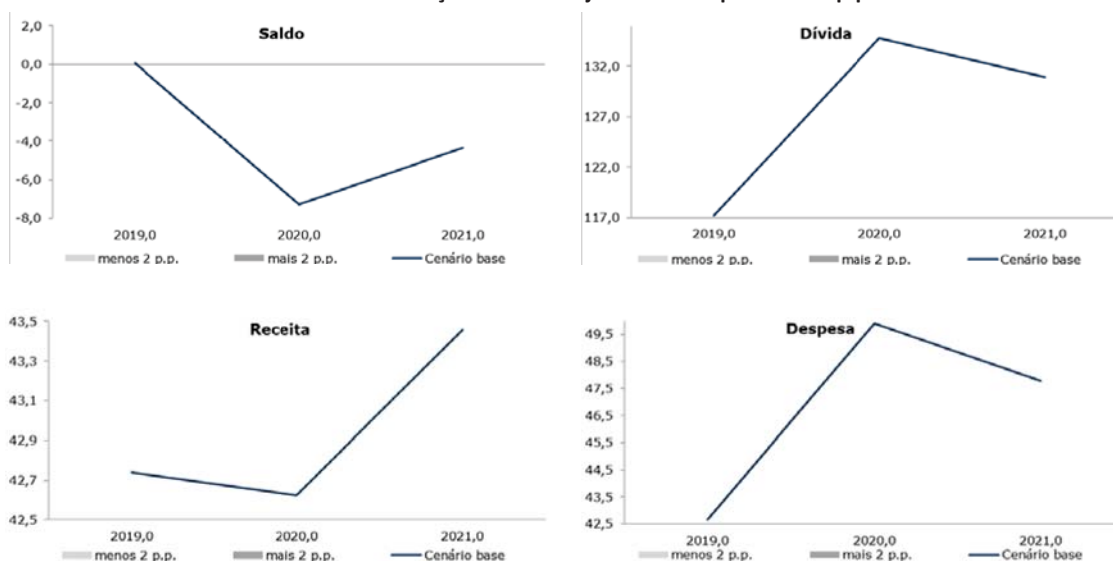 Saldo
2,0
0,0
-2,0
-4,0
-6,0
-8,0
2019,0 2020,0 2021,0
menos 2 p.p. mais 2 p.p. Cenário base
Dívida
132,0
127,0
122,0
117,0
2019,0 2020,0 2021,0
menos 2 p.p. mais 2 p.p. Cenário base
Receita
43,5
43,3
43,1
42,9
42,7
42,5
2019,0 2020,0 2021,0
menos 2 p.p. mais 2 p.p. Cenário base
Despesa
49,5
48,5
47,5
46,5
45,5
44,5
43,5
42,5
2019,0 2020,0 2021,0
menos 2 p.p. mais 2 p.p. Cenário base